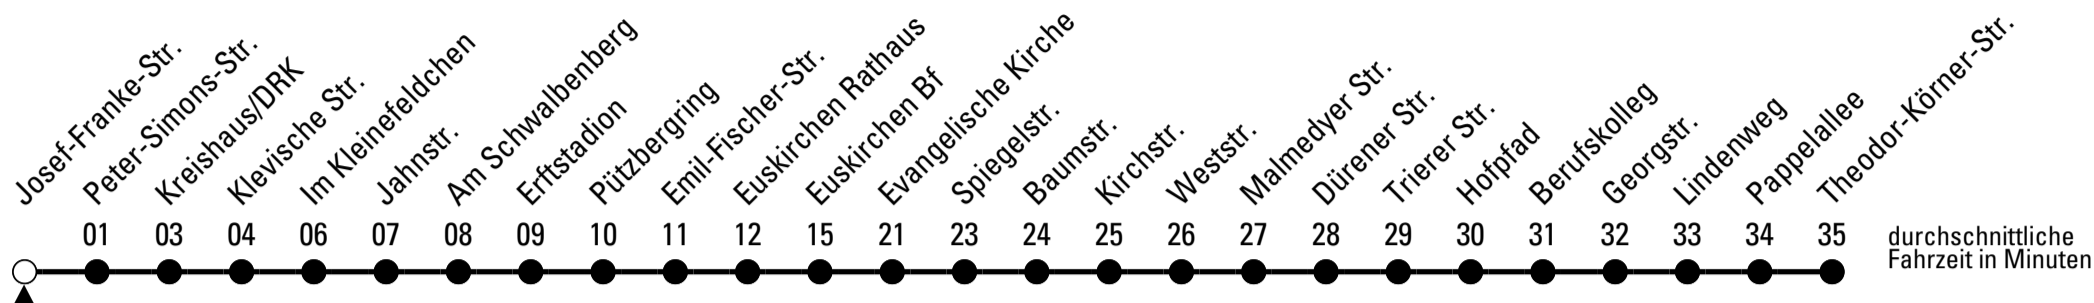 Josef-Franke-Str.
Peter-Simons-Str.
Kreishaus/DRK
Klevische Str.
Im Kleinefeldchen
Jahnstr.
Am Schwalbenberg
Erftstadion
Pützbergring
Emil-Fischer-Str.
Euskirchen Rathaus
Euskirchen Bf
Evangelische Kirche
Spiegelstr.
Baumstr.
Kirchstr.
Weststr.
Malmedyer Str.
Dürener Str.
Trierer Str.
Hofpfad
Berufskolleg
Georgstr.
Lindenweg
Pappelallee
Theodor-Körner-Str.
01 03 04 06 07 08 09 10 11 12 15 21 23 24 25 26 27 28 29 30 31 32 33 34 35
durchschnittliche
Fahrzeit in Minuten